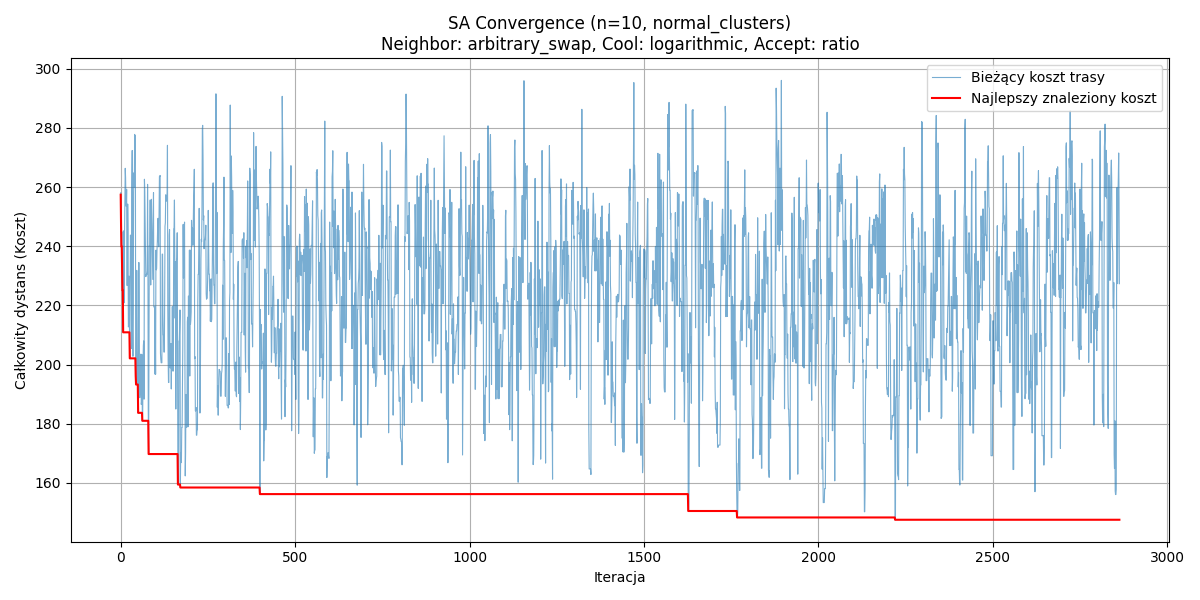 SA Convergence (n=10, normal_clusters)
Neighbor: arbitrary_swap, Cool: logarithmic, Accept: ratio
Bieżący koszt trasy
Najlepszy znaleziony koszt
Całkowity dystans (Koszt)
300
280
260
240
220
200
180
160
0
500
1000
1500
2000
2500
3000
Iteracja